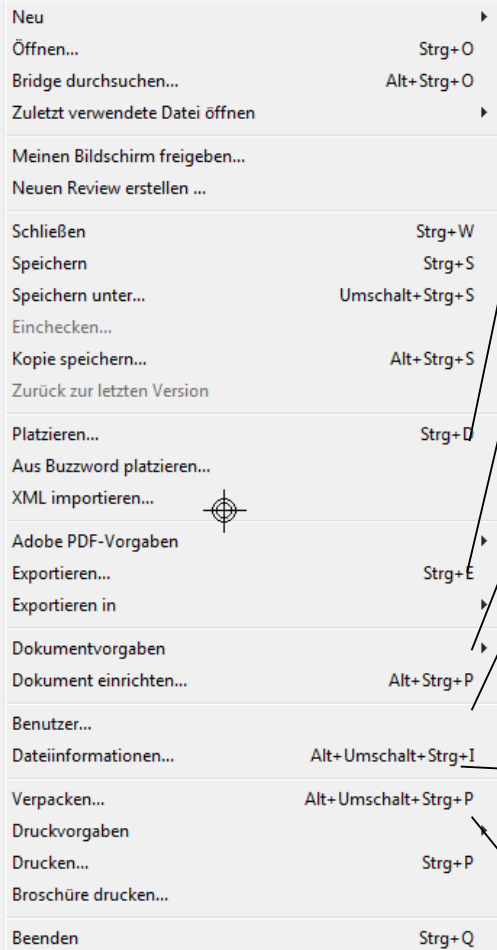 Neu
Öffnen... Strg+O
Bridge durchsuchen... Alt+Strg+O
Zuletzt verwendete Datei öffnen
Meinen Bildschirm freigeben...
Neuen Review erstellen ...
Schließen Strg+W
Speichern Strg+S
Speichern unter... Umschalt+Strg+S
Einchecken...
Kopie speichern... Alt+Strg+S
Zurück zur letzten Version
Platzieren... Strg+D
Aus Buzzword platzieren...
XML importieren...
Adobe PDF-Vorgaben
Exportieren... Strg+E
Exportieren in
Dokumentvorgaben
Dokument einrichten... Alt+Strg+P
Benutzer...
Dateiinformationen... Alt+Umschalt+Strg+I
Verpacken... Alt+Umschalt+Strg+P
Druckvorgaben
Drucken... Strg+P
Broschüre drucken...
Beenden Strg+Q